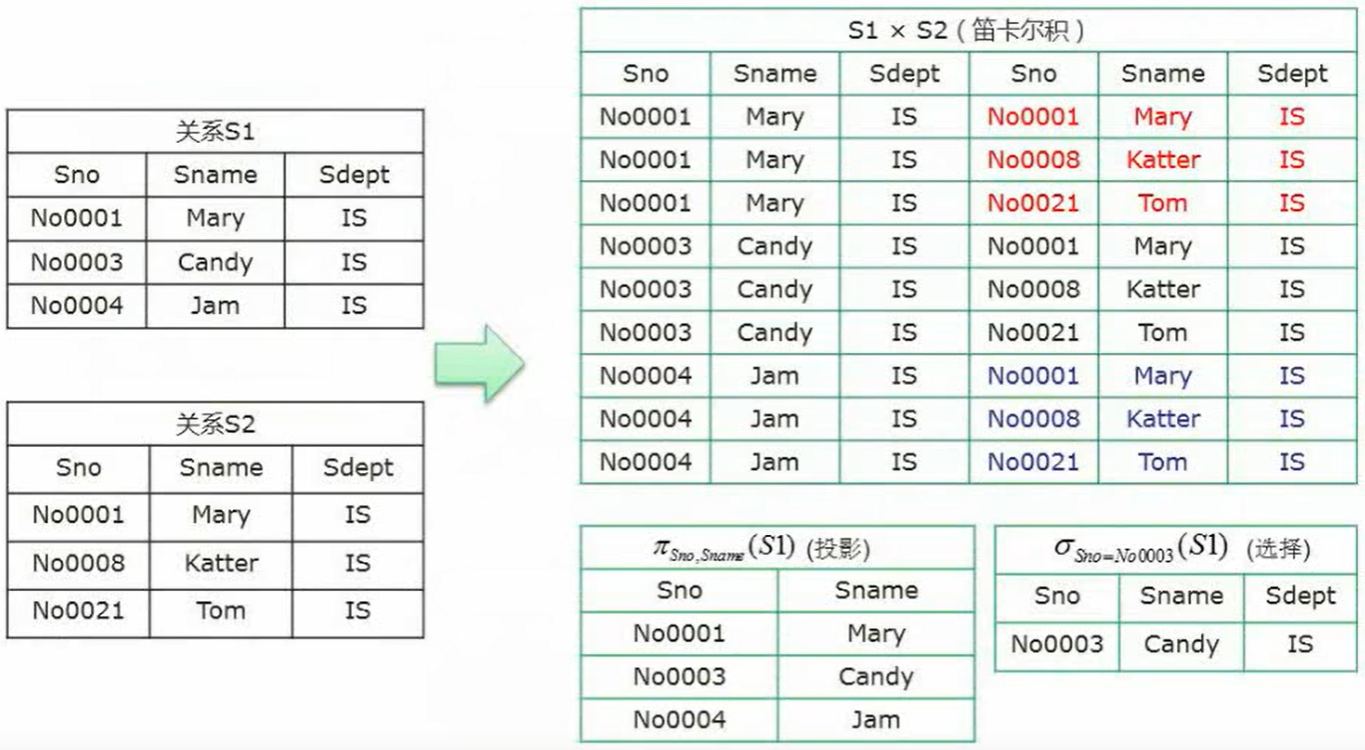 关系S1
Sno Sname Sdept
No0001 Mary IS
No0003 Candy IS
No0004 Jam IS
关系S2
Sno Sname Sdept
No0001 Mary IS
No0008 Katter IS
No0021 Tom IS
S1 × S2 ( 笛卡尔积 )
Sno Sname Sdept Sno Sname Sdept
No0001 Mary IS No0001 Mary IS
No0001 Mary IS No0008 Katter IS
No0001 Mary IS No0021 Tom IS
No0003 Candy IS No0001 Mary IS
No0003 Candy IS No0008 Katter IS
No0003 Candy IS No0021 Tom IS
No0004 Jam IS No0001 Mary IS
No0004 Jam IS No0008 Katter IS
No0004 Jam IS No0021 Tom IS
π Sno,Sname (S1) (投影)
Sno Sname
No0001 Mary
No0003 Candy
No0004 Jam
σ Sno=No0003 (S1) (选择)
Sno Sname Sdept
No0003 Candy IS